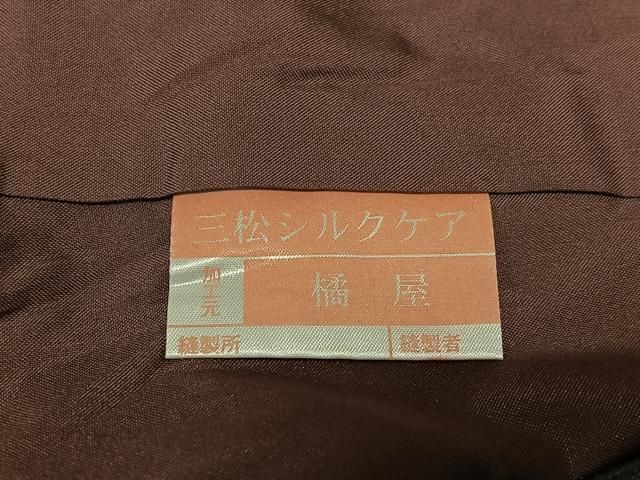 三松シルクケア
加工元 橘屋
縫製所 縫製者